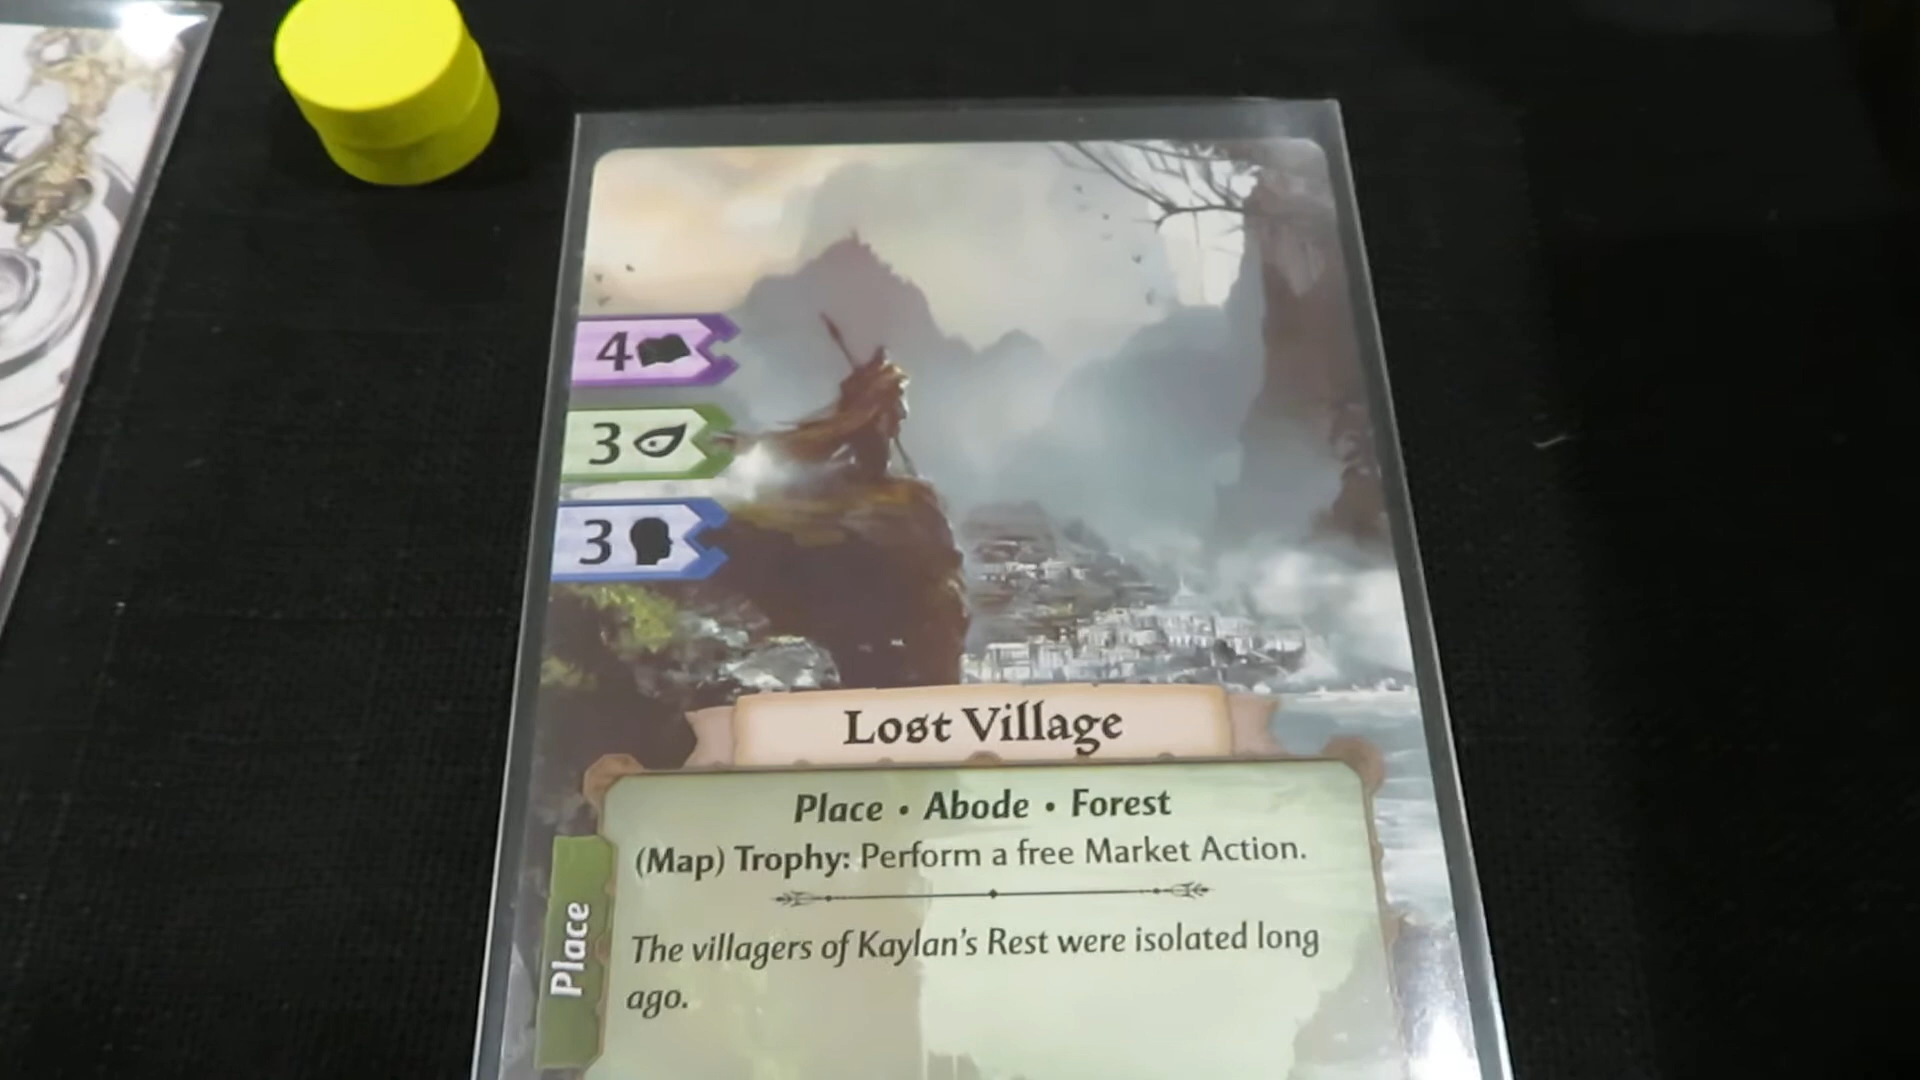 4
3
3
Lost Village
Place • Abode • Forest
(Map) Trophy: Perform a free Market Action.
The villagers of Kaylan's Rest were isolated long
ago.
Place